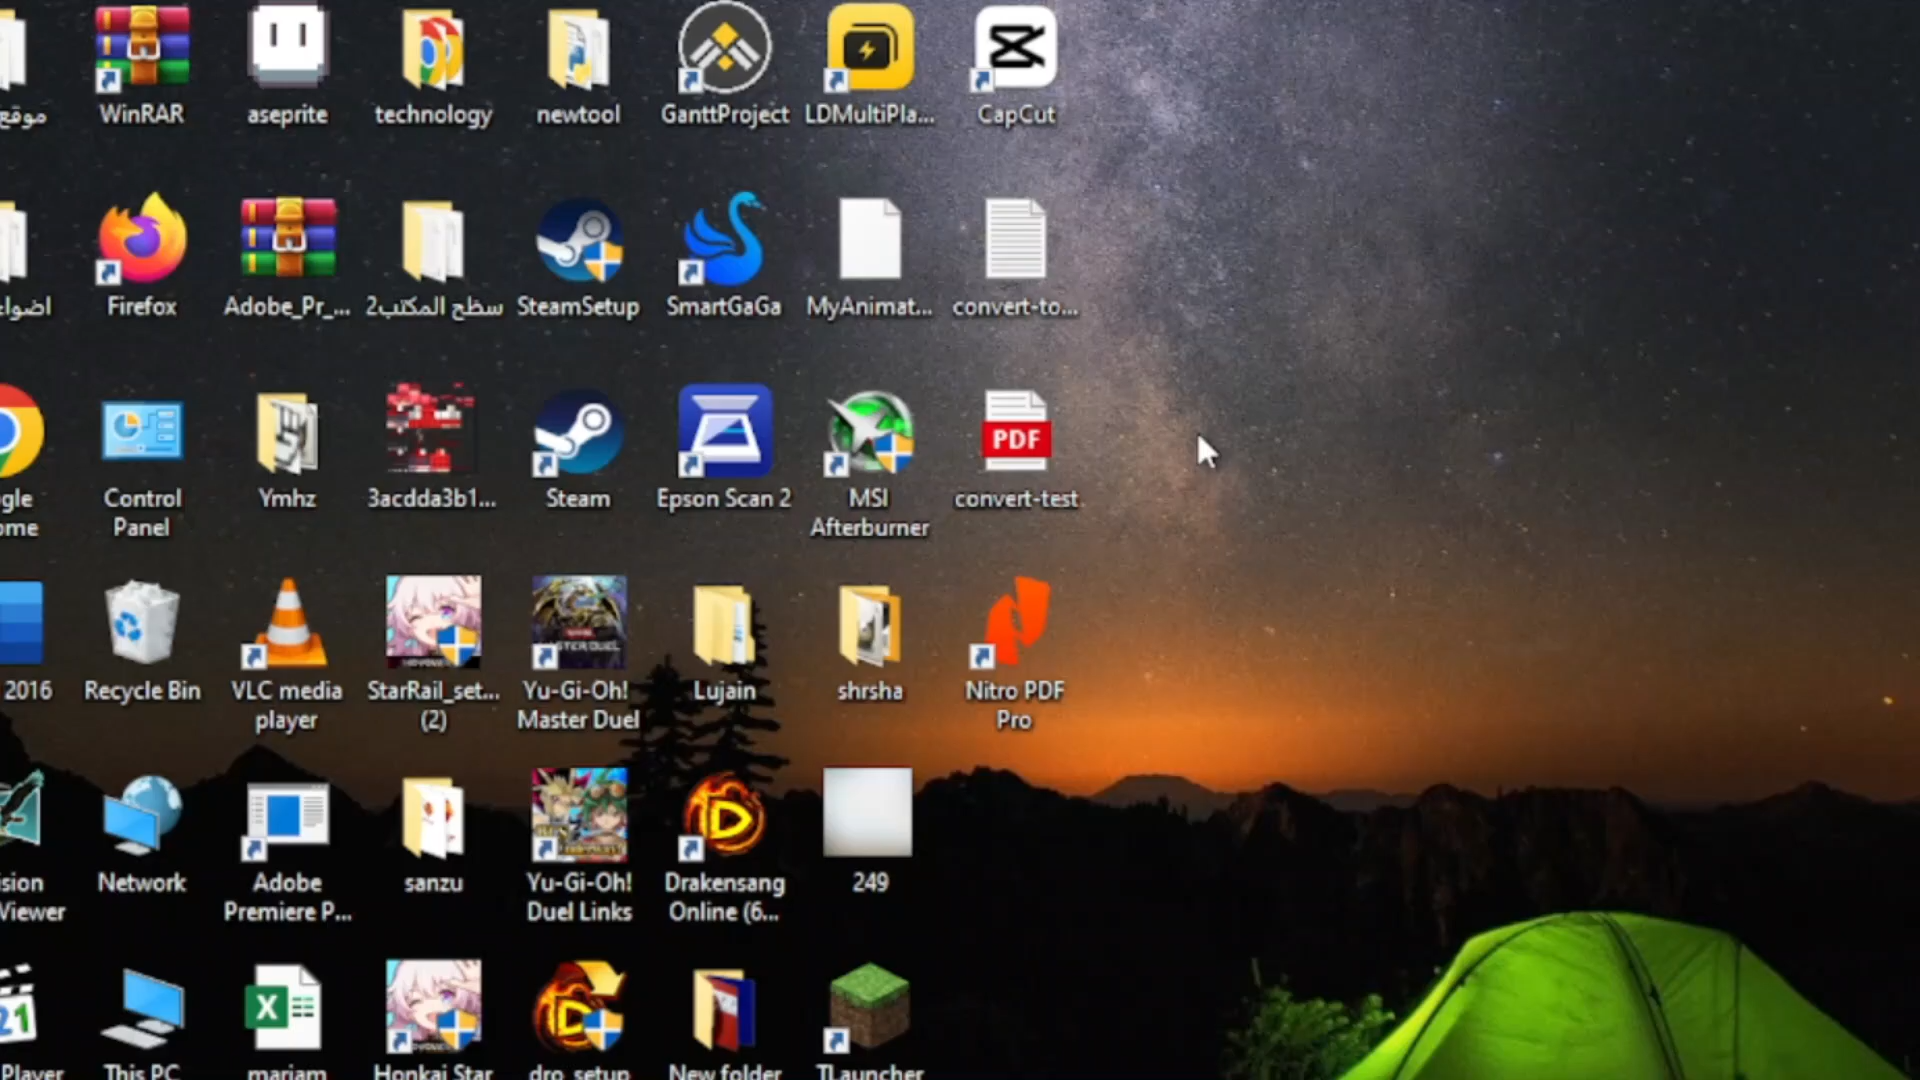 موقع
WinRAR
aseprite
technology
newtool
GanttProject
LDMultiPla...
CapCut
اضواء
Firefox
Adobe_Pr_...
سطح المكتب2
SteamSetup
SmartGaGa
MyAnimat...
convert-to...
gle
ome
Control
Panel
Ymhz
3acdda3b1...
Steam
Epson Scan 2
MSI
Afterburner
PDF
convert-test
2016
Recycle Bin
VLC media
player
StarRail_set...
(2)
Yu-Gi-Oh!
Master Duel
Lujain
shrsha
Nitro PDF
Pro
ision
Viewer
Network
Adobe
Premiere P...
sanzu
Yu-Gi-Oh!
Duel Links
Drakensang
Online (6...
249
21
Player
This PC
X
mariam
Honkai Star
dro_setup
New folder
TLauncher